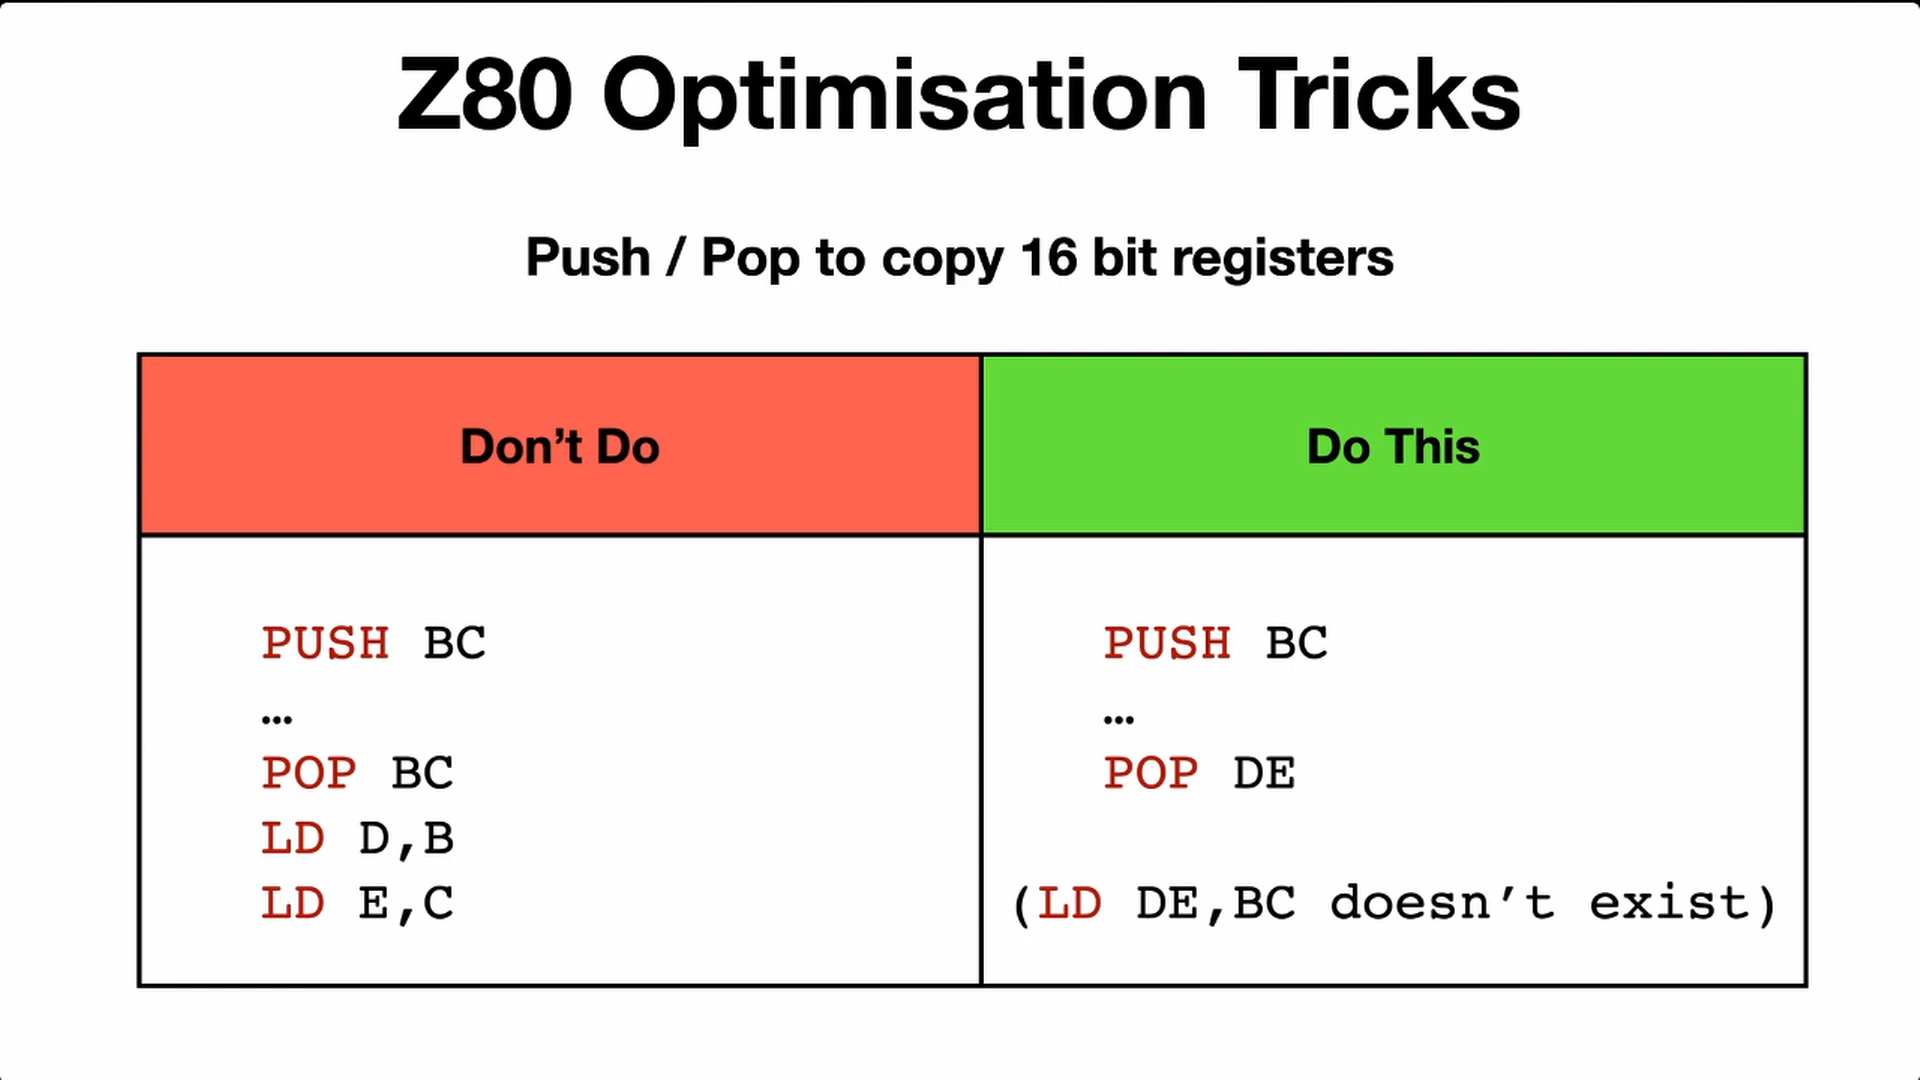 Z80 Optimisation Tricks
Push / Pop to copy 16 bit registers
Don’t Do
Do This
PUSH BC
…
POP BC
LD D,B
LD E,C
PUSH BC
…
POP DE
(LD DE,BC doesn’t exist)